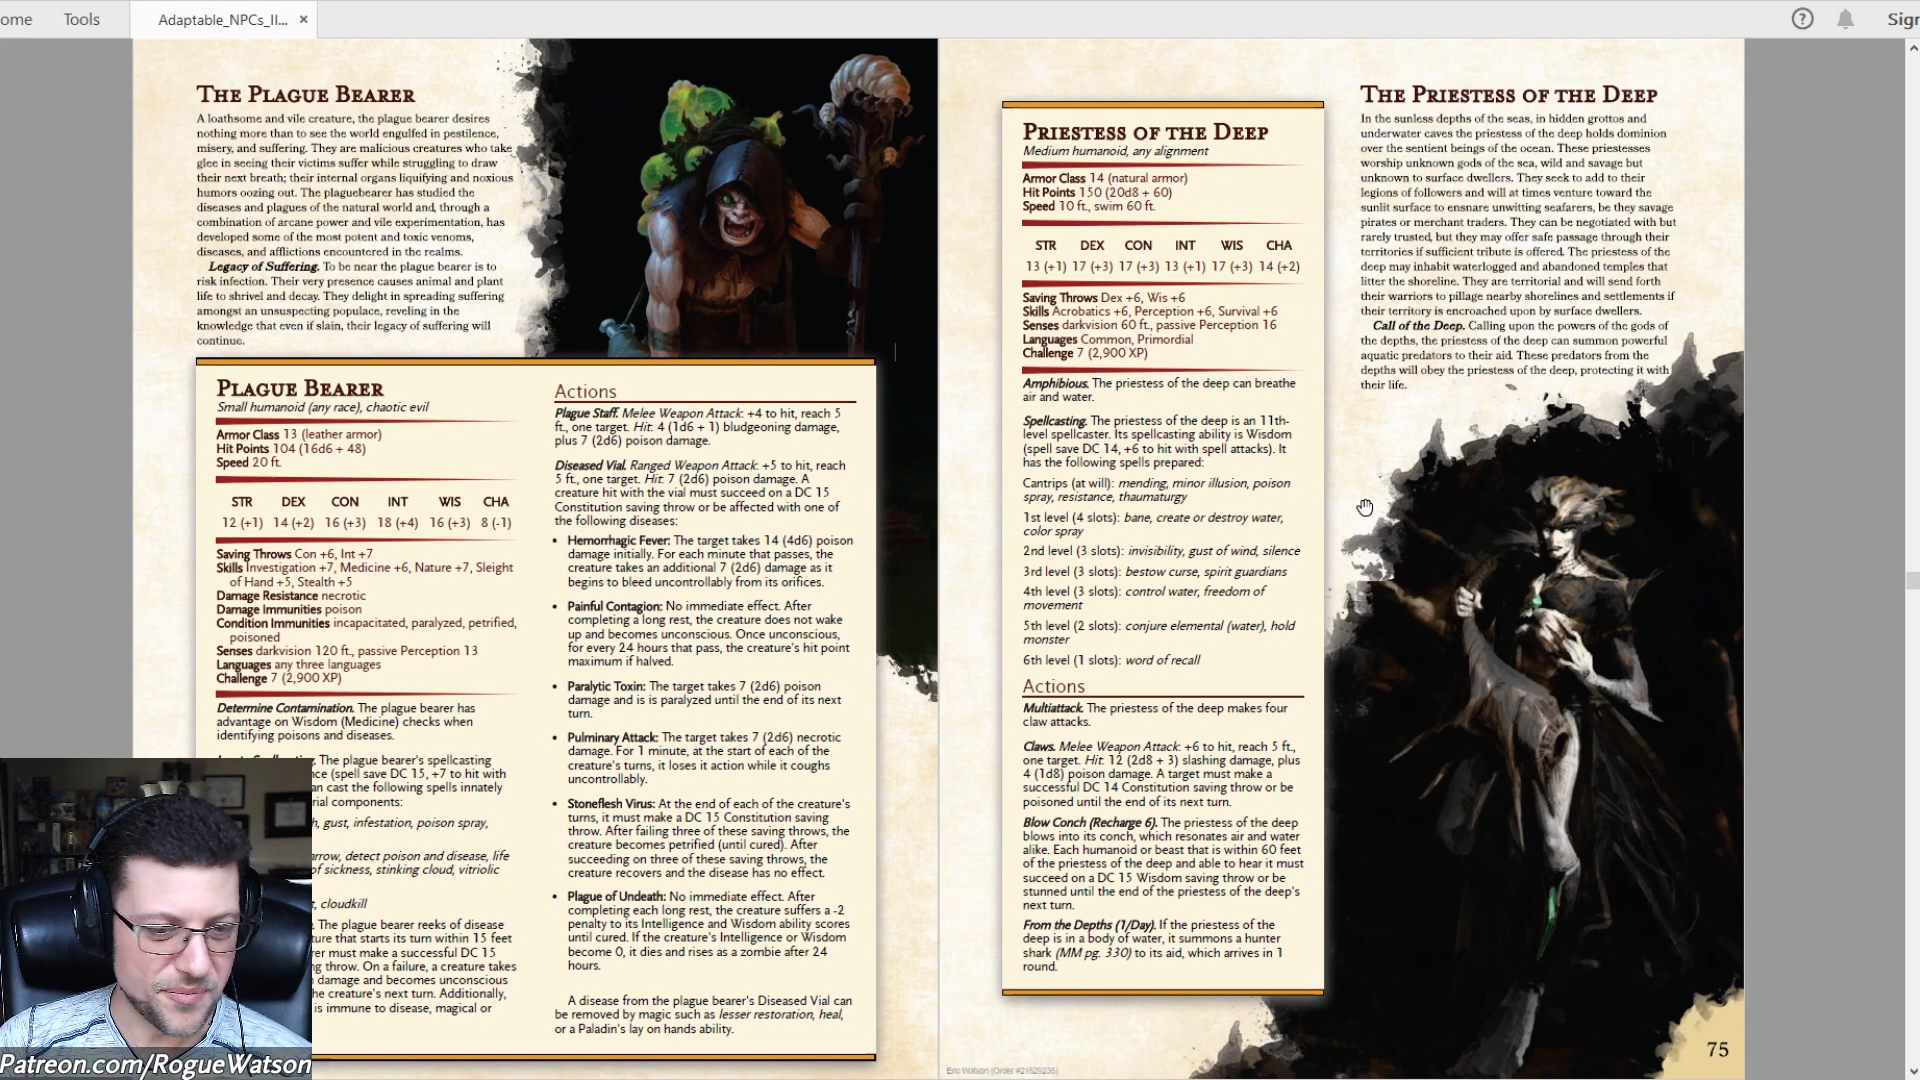 ome
Tools
Adaptable_NPCs_II...
Sign
THE PLAGUE BEARER
A loathsome and vile creature, the plague bearer desires
nothing more than to see the world engulfed in pestilence,
misery, and suffering. They are malicious creatures who take
glee in seeing their victims suffer while struggling to draw
their next breath; their internal organs liquifying and noxious
humors oozing out. The plaguebearer has studied the
diseases and plagues of the natural world and, through a
combination of arcane power and vile experimentation, has
developed some of the most potent and toxic venoms,
diseases, and afflictions encountered in the realms.
Legacy of Suffering. To be near the plague bearer is to
risk infection. Their very presence causes animal and plant
life to shrivel and decay. They delight in spreading suffering
amongst an unsuspecting populace, reveling in the
knowledge that even if slain, their legacy of suffering will
continue.
PLAGUE BEARER
Small humanoid (any race), chaotic evil
Armor Class 13 (leather armor)
Hit Points 104 (16d6 + 48)
Speed 20 ft.
STR DEX CON INT WIS CHA
12 (+1) 14 (+2) 16 (+3) 18 (+4) 16 (+3) 8 (-1)
Saving Throws Con +6, Int +7
Skills Investigation +7, Medicine +6, Nature +7, Sleight
of Hand +5, Stealth +5
Damage Resistance necrotic
Damage Immunities poison
Condition Immunities incapacitated, paralyzed, petrified,
poisoned
Senses darkvision 120 ft., passive Perception 13
Languages any three languages
Challenge 7 (2,900 XP)
Determine Contamination. The plague bearer has
advantage on Wisdom (Medicine) checks when
identifying poisons and diseases.
The plague bearer's spellcasting
ce (spell save DC 15, +7 to hit with
an cast the following spells innately
rial components:
h, gust, infestation, poison spray,
arrow, detect poison and disease, life
of sickness, stinking cloud, vitriolic
t, cloudkill
The plague bearer reeks of disease
ture that starts its turn within 15 feet
rer must make a successful DC 15
ng throw. On a failure, a creature takes
damage and becomes unconscious
he creature's next turn. Additionally,
is immune to disease, magical or
Actions
Plague Staff. Melee Weapon Attack: +4 to hit, reach 5
ft., one target. Hit: 4 (1d6 + 1) bludgeoning damage,
plus 7 (2d6) poison damage.
Diseased Vial. Ranged Weapon Attack: +5 to hit, reach
5 ft., one target. Hit: 7 (2d6) poison damage. A
creature hit with the vial must succeed on a DC 15
Constitution saving throw or be affected with one of
the following diseases:
• Hemorrhagic Fever: The target takes 14 (4d6) poison
damage initially. For each minute that passes, the
creature takes an additional 7 (2d6) damage as it
begins to bleed uncontrollably from its orifices.
• Painful Contagion: No immediate effect. After
completing a long rest, the creature does not wake
up and becomes unconscious. Once unconscious,
for every 24 hours that pass, the creature's hit point
maximum if halved.
• Paralytic Toxin: The target takes 7 (2d6) poison
damage and is is paralyzed until the end of its next
turn.
• Pulminary Attack: The target takes 7 (2d6) necrotic
damage. For 1 minute, at the start of each of the
creature's turns, it loses it action while it coughs
uncontrollably.
• Stoneflesh Virus: At the end of each of the creature's
turns, it must make a DC 15 Constitution saving
throw. After failing three of these saving throws, the
creature becomes petrified (until cured). After
succeeding on three of these saving throws, the
creature recovers and the disease has no effect.
• Plague of Undeath: No immediate effect. After
completing each long rest, the creature suffers a -2
penalty to its Intelligence and Wisdom ability scores
until cured. If the creature's Intelligence or Wisdom
become 0, it dies and rises as a zombie after 24
hours.
A disease from the plague bearer's Diseased Vial can
be removed by magic such as lesser restoration, heal,
or a Paladin's lay on hands ability.
PRIESTESS OF THE DEEP
Medium humanoid, any alignment
Armor Class 14 (natural armor)
Hit Points 150 (20d8 + 60)
Speed 10 ft., swim 60 ft.
STR DEX CON INT WIS CHA
13 (+1) 17 (+3) 17 (+3) 13 (+1) 17 (+3) 14 (+2)
Saving Throws Dex +6, Wis +6
Skills Acrobatics +6, Perception +6, Survival +6
Senses darkvision 60 ft., passive Perception 16
Languages Common, Primordial
Challenge 7 (2,900 XP)
Amphibious. The priestess of the deep can breathe
air and water.
Spellcasting. The priestess of the deep is an 11th-
level spellcaster. Its spellcasting ability is Wisdom
(spell save DC 14, +6 to hit with spell attacks). It
has the following spells prepared:
Cantrips (at will): mending, minor illusion, poison
spray, resistance, thaumaturgy
1st level (4 slots): bane, create or destroy water,
color spray
2nd level (3 slots): invisibility, gust of wind, silence
3rd level (3 slots): bestow curse, spirit guardians
4th level (3 slots): control water, freedom of
movement
5th level (2 slots): conjure elemental (water), hold
monster
6th level (1 slots): word of recall
Actions
Multiattack. The priestess of the deep makes four
claw attacks.
Claws. Melee Weapon Attack: +6 to hit, reach 5 ft.,
one target. Hit: 12 (2d8 + 3) slashing damage, plus
4 (1d8) poison damage. A target must make a
successful DC 14 Constitution saving throw or be
poisoned until the end of its next turn.
Blow Conch (Recharge 6). The priestess of the deep
blows into its conch, which resonates air and water
alike. Each humanoid or beast that is within 60 feet
of the priestess of the deep and able to hear it must
succeed on a DC 15 Wisdom saving throw or be
stunned until the end of the priestess of the deep's
next turn.
From the Depths (1/Day). If the priestess of the
deep is in a body of water, it summons a hunter
shark (MM pg. 330) to its aid, which arrives in 1
round.
THE PRIESTESS OF THE DEEP
In the sunless depths of the seas, in hidden grottos and
underwater caves the priestess of the deep holds dominion
over the sentient beings of the ocean. These priestesses
worship unknown gods of the sea, wild and savage but
unknown to surface dwellers. They seek to add to their
legions of followers and will at times venture toward the
sunlit surface to ensnare unwitting seafarers, be they savage
pirates or merchant traders. They can be negotiated with but
rarely trusted, but they may offer safe passage through their
territories if sufficient tribute is offered. The priestess of the
deep may inhabit waterlogged and abandoned temples that
litter the shoreline. They are territorial and will send forth
their warriors to pillage nearby shorelines and settlements if
their territory is encroached upon by surface dwellers.
Call of the Deep. Calling upon the powers of the gods of
the depths, the priestess of the deep can summon powerful
aquatic predators to their aid. These predators from the
depths will obey the priestess of the deep, protecting it with
their life.
75
Eric Watson (Order #21629236)
Patreon.com/RogueWatson